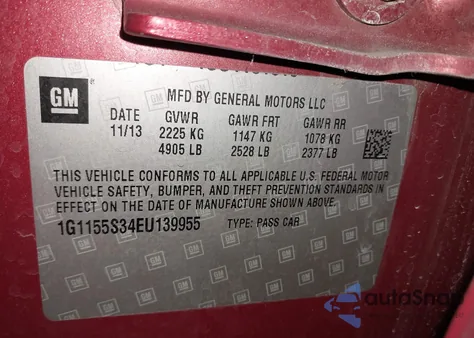 GM
MFD BY GENERAL MOTORS LLC
DATE GVWR GAWR FRT GAWR RR
11/13 2225 KG 1147 KG 1078 KG
4905 LB 2528 LB 2377 LB
THIS VEHICLE CONFORMS TO ALL APPLICABLE U.S. FEDERAL MOTOR
VEHICLE SAFETY, BUMPER, AND THEFT PREVENTION STANDARDS IN
EFFECT ON THE DATE OF MANUFACTURE SHOWN ABOVE.
1G1155S34EU139955 TYPE: PASS CAR